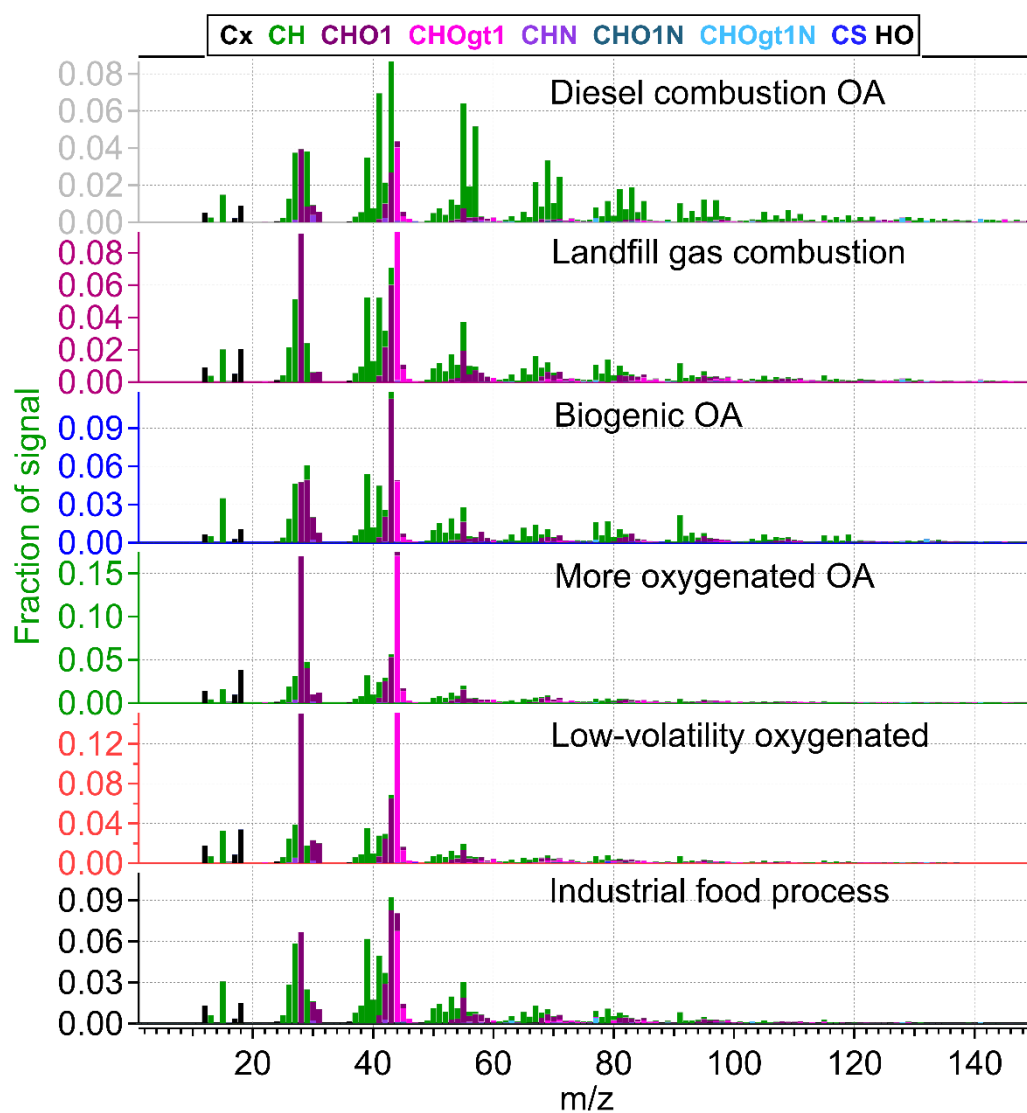 Cx CH CHO1 CHOgt1 CHN CHO1N CHOgt1N CS HO
Fraction of signal
0.08
0.06
0.04
0.02
0.00
Diesel combustion OA
0.08
0.06
0.04
0.02
0.00
Landfill gas combustion
0.09
0.06
0.03
0.00
Biogenic OA
0.15
0.10
0.05
0.00
More oxygenated OA
0.12
0.08
0.04
0.00
Low-volatility oxygenated
0.09
0.06
0.03
0.00
Industrial food process
20 40 60 80 100 120 140
m/z